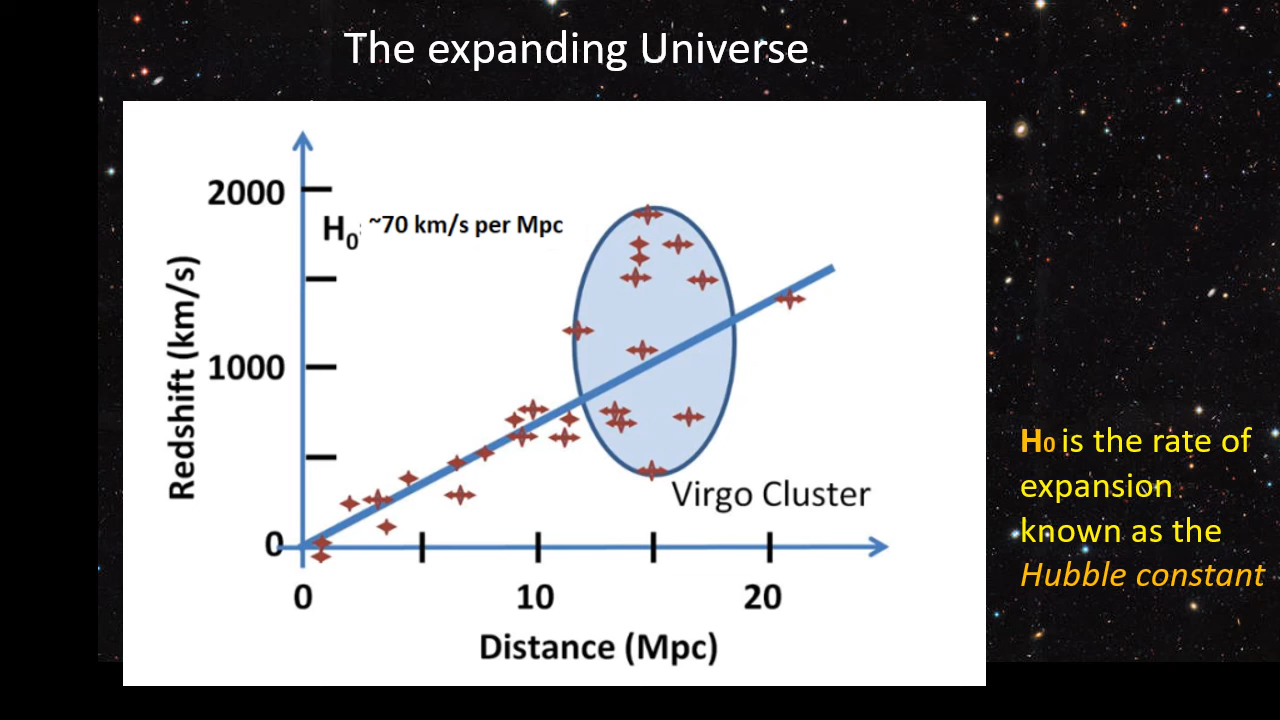 The expanding Universe
2000
H0: ~70 km/s per Mpc
Redshift (km/s)
1000
0
Virgo Cluster
0 10 20
Distance (Mpc)
H0 is the rate of
expansion
known as the
Hubble constant